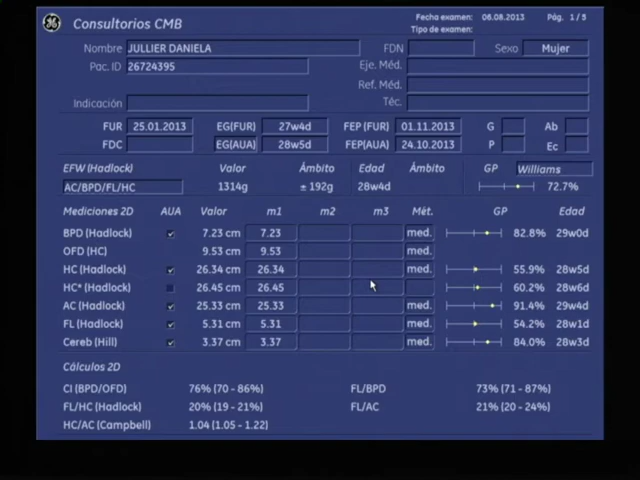 Consultorios CMB
Fecha examen: 06.08.2013 Pág. 1 / 5
Tipo de examen:
Nombre JULLIER DANIELA FDN Sexo Mujer
Pac. ID 26724395 Eje. Méd.
Ref. Méd.
Indicación Téc.
FUR 25.01.2013 EG(FUR) 27w4d FEP (FUR) 01.11.2013 G Ab
FDC EG(AUA) 28w5d FEP(AUA) 24.10.2013 P Ec
EFW (Hadlock) Valor Ámbito Edad Ámbito GP Williams
AC/BPD/FL/HC 1314g ± 192g 28w4d 72.7%
Mediciones 2D AUA Valor m1 m2 m3 Mét. GP Edad
BPD (Hadlock) 7.23 cm 7.23 med. 82.8% 29w0d
OFD (HC) 9.53 cm 9.53 med.
HC (Hadlock) 26.34 cm 26.34 med. 55.9% 28w5d
HC* (Hadlock) 26.45 cm 26.45 60.2% 28w6d
AC (Hadlock) 25.33 cm 25.33 med. 91.4% 29w4d
FL (Hadlock) 5.31 cm 5.31 med. 54.2% 28w1d
Cereb (Hill) 3.37 cm 3.37 med. 84.0% 28w3d
Cálculos 2D
CI (BPD/OFD) 76% (70 - 86%) FL/BPD 73% (71 - 87%)
FL/HC (Hadlock) 20% (19 - 21%) FL/AC 21% (20 - 24%)
HC/AC (Campbell) 1.04 (1.05 - 1.22)